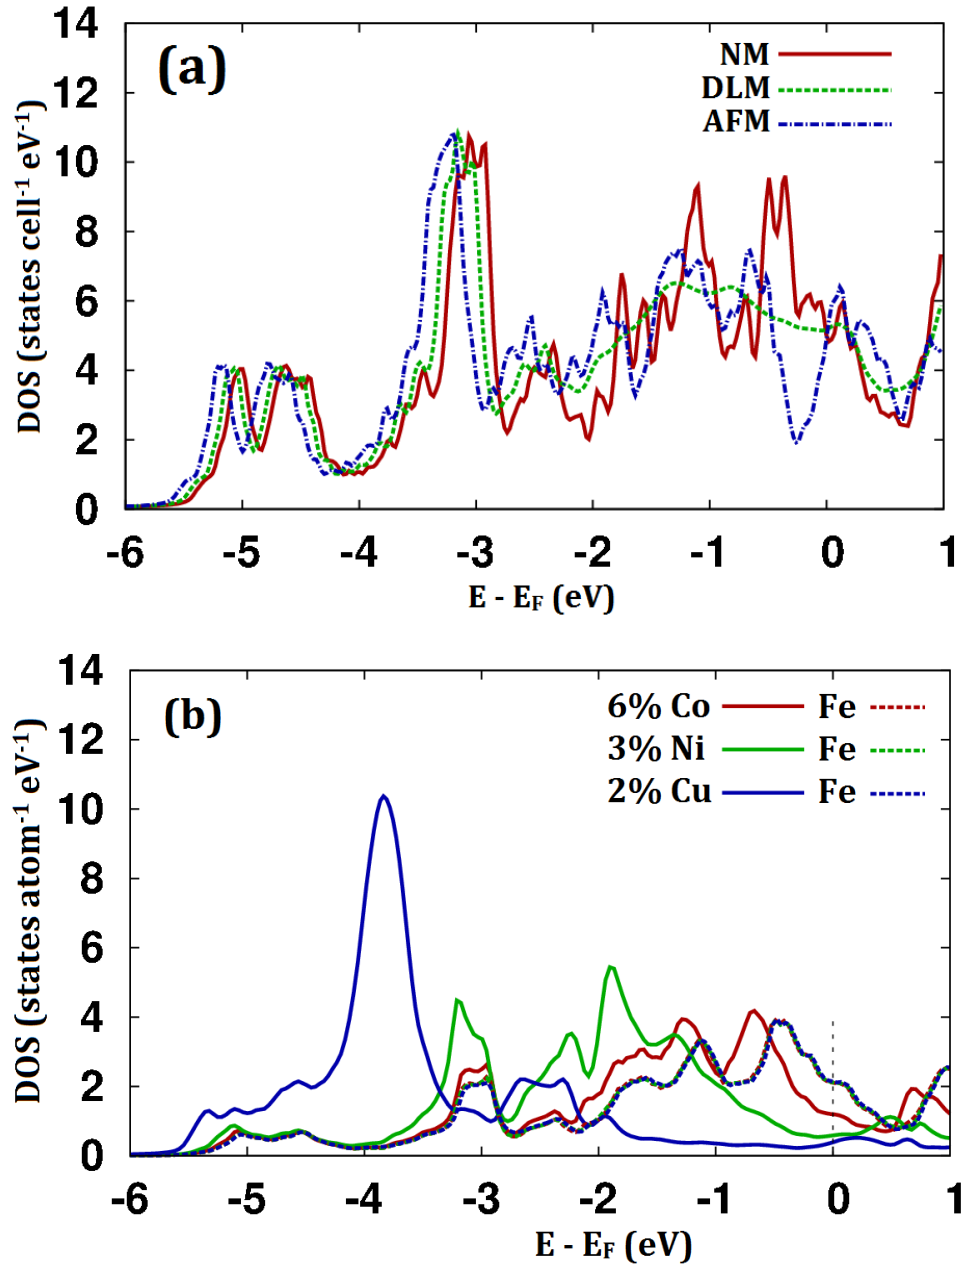 (a)
NM
DLM
AFM
DOS (states cell⁻¹ eV⁻¹)
14
12
10
8
6
4
2
0
-6 -5 -4 -3 -2 -1 0 1
E - E_F (eV)
(b)
6% Co Fe
3% Ni Fe
2% Cu Fe
DOS (states atom⁻¹ eV⁻¹)
14
12
10
8
6
4
2
0
-6 -5 -4 -3 -2 -1 0 1
E - E_F (eV)